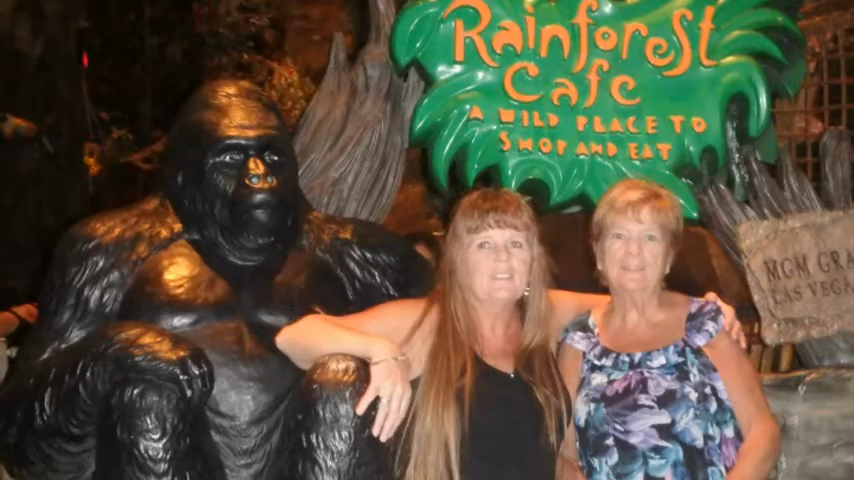 Rainforest
Cafe
A WILD PLACE TO
SHOP AND EAT
MGM GRA
LAS VEGA